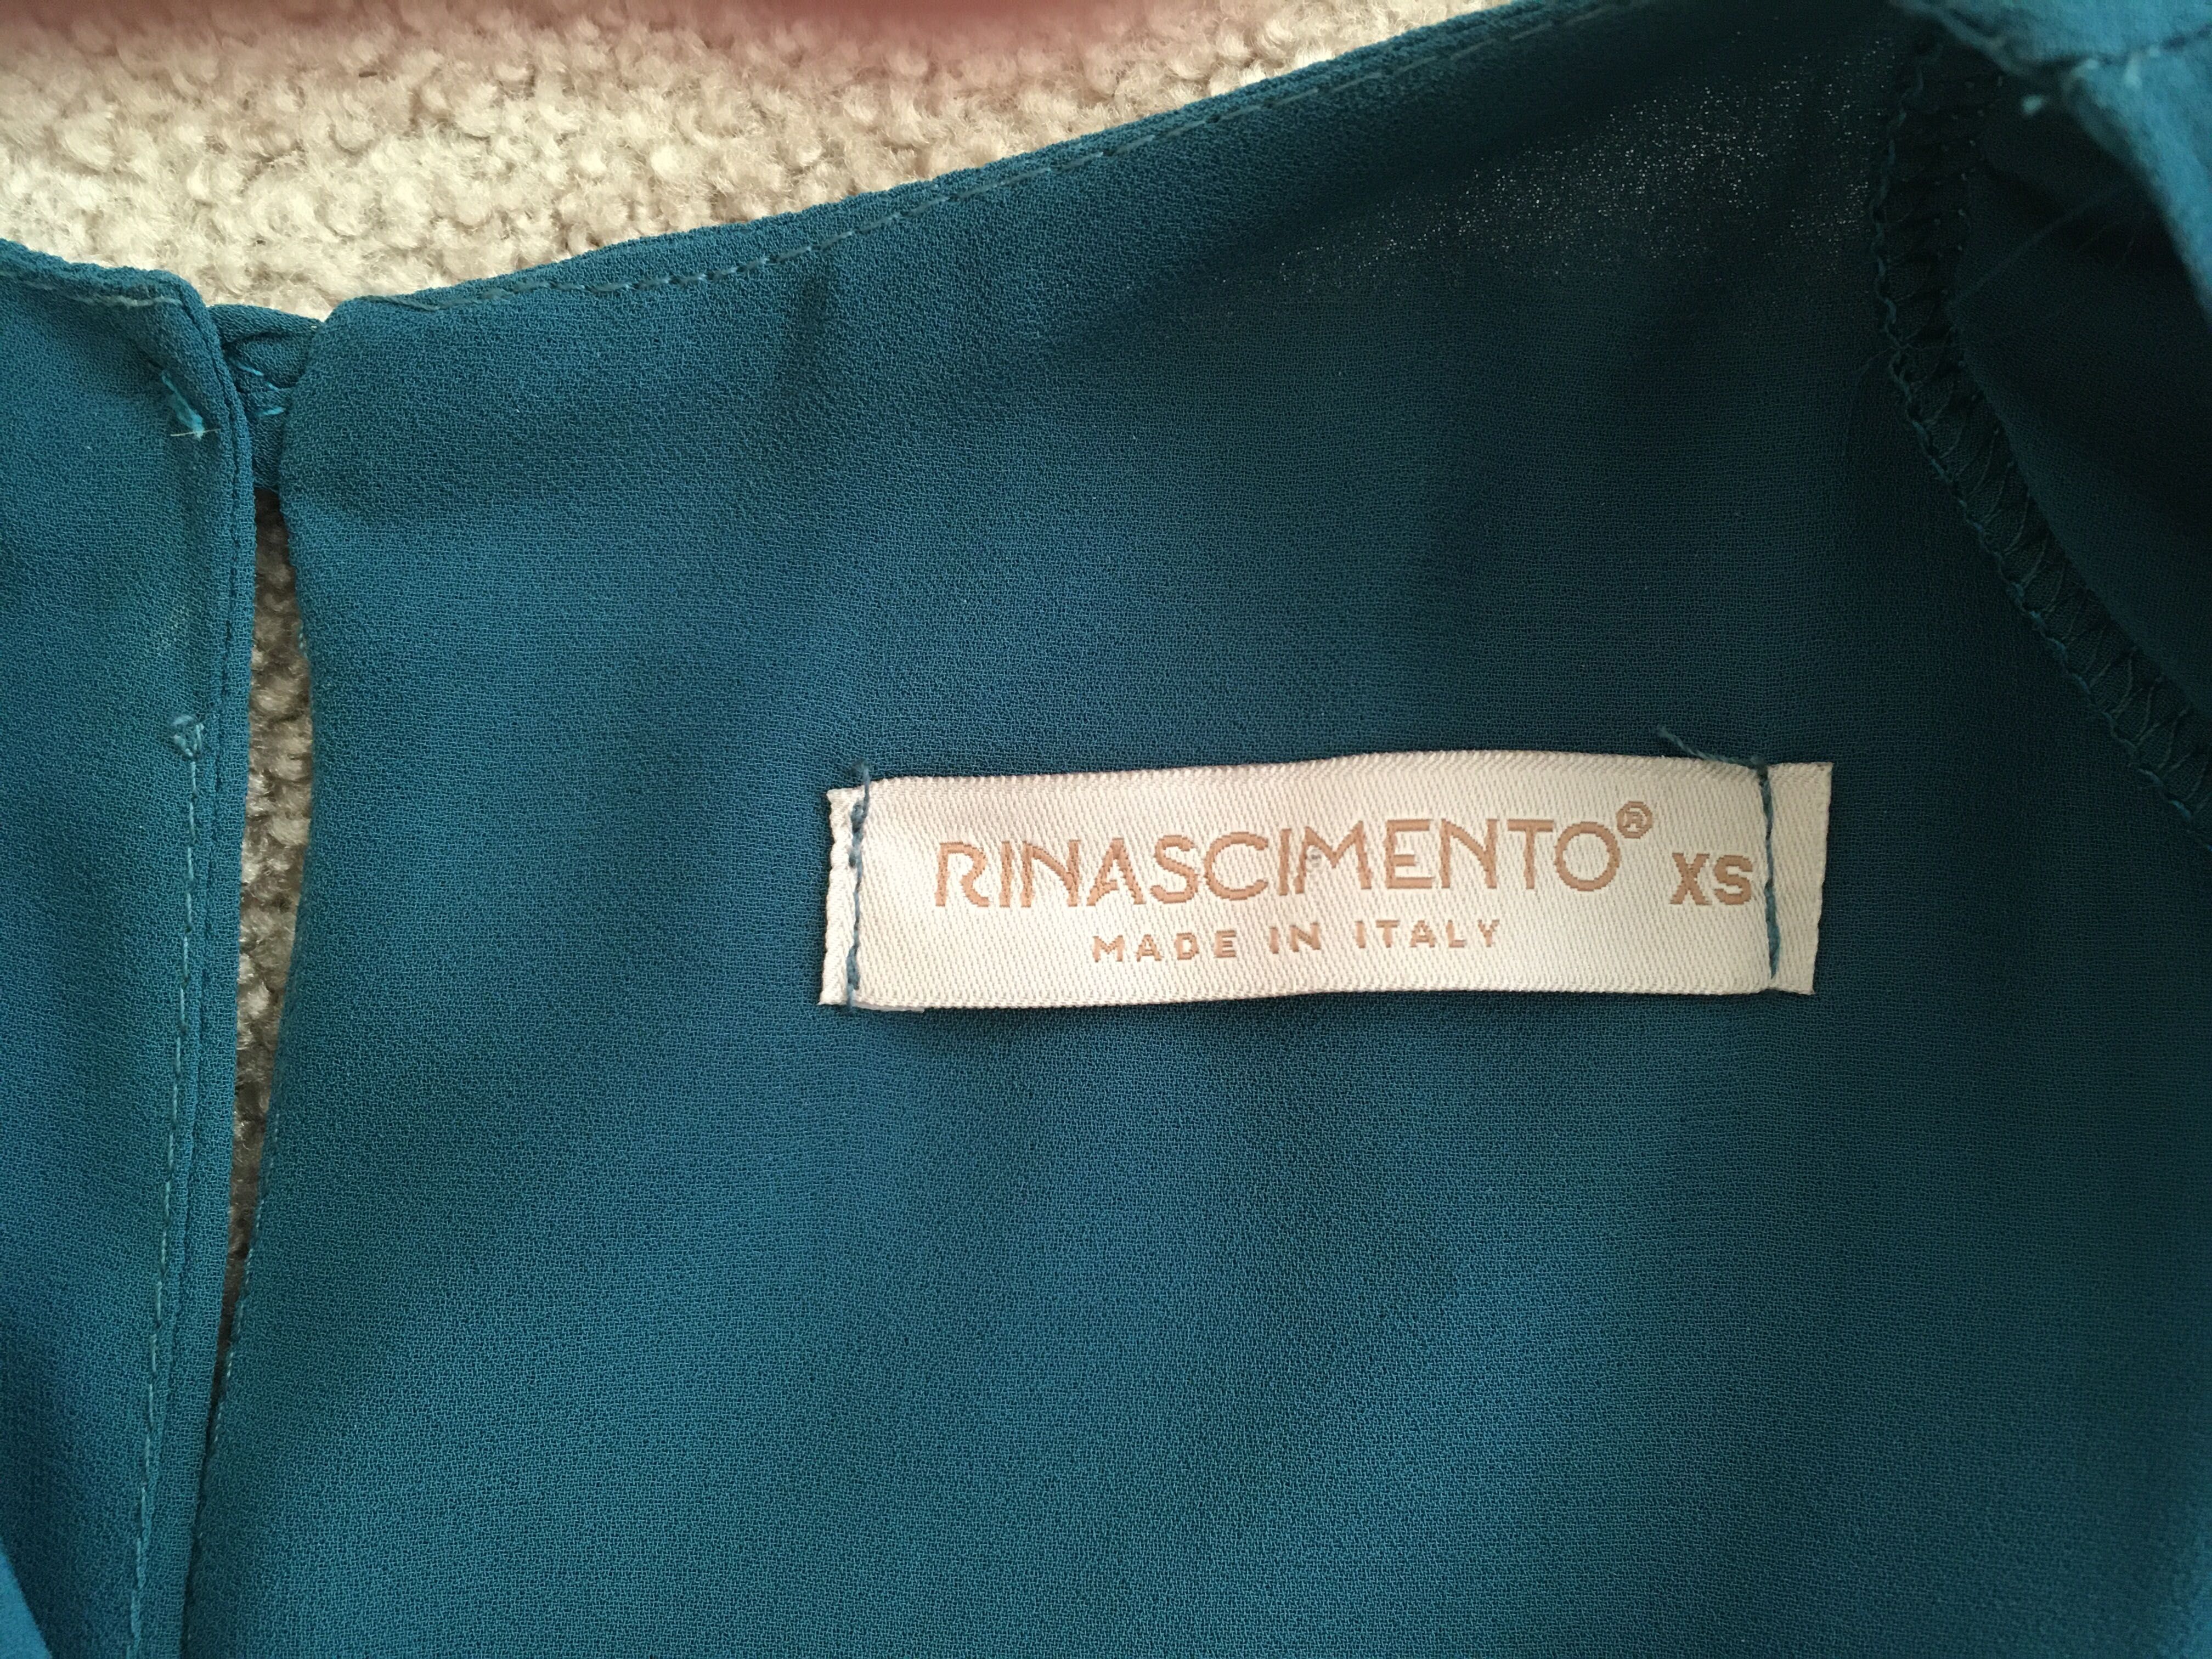 RINASCIMENTO® XS
MADE IN ITALY